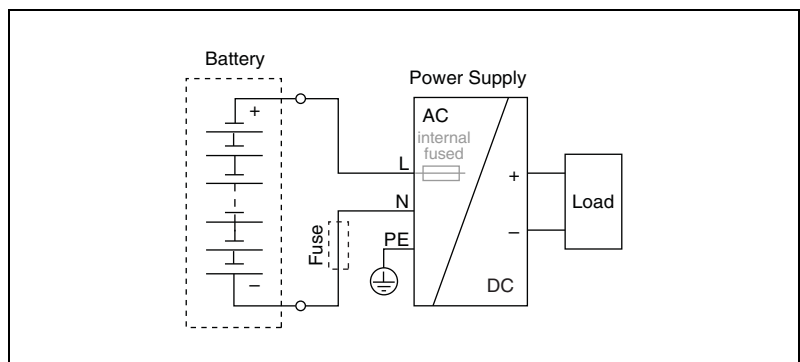 Battery
Power Supply
+
AC
internal
fused
L
+
N
Load
Fuse
PE
–
–
DC